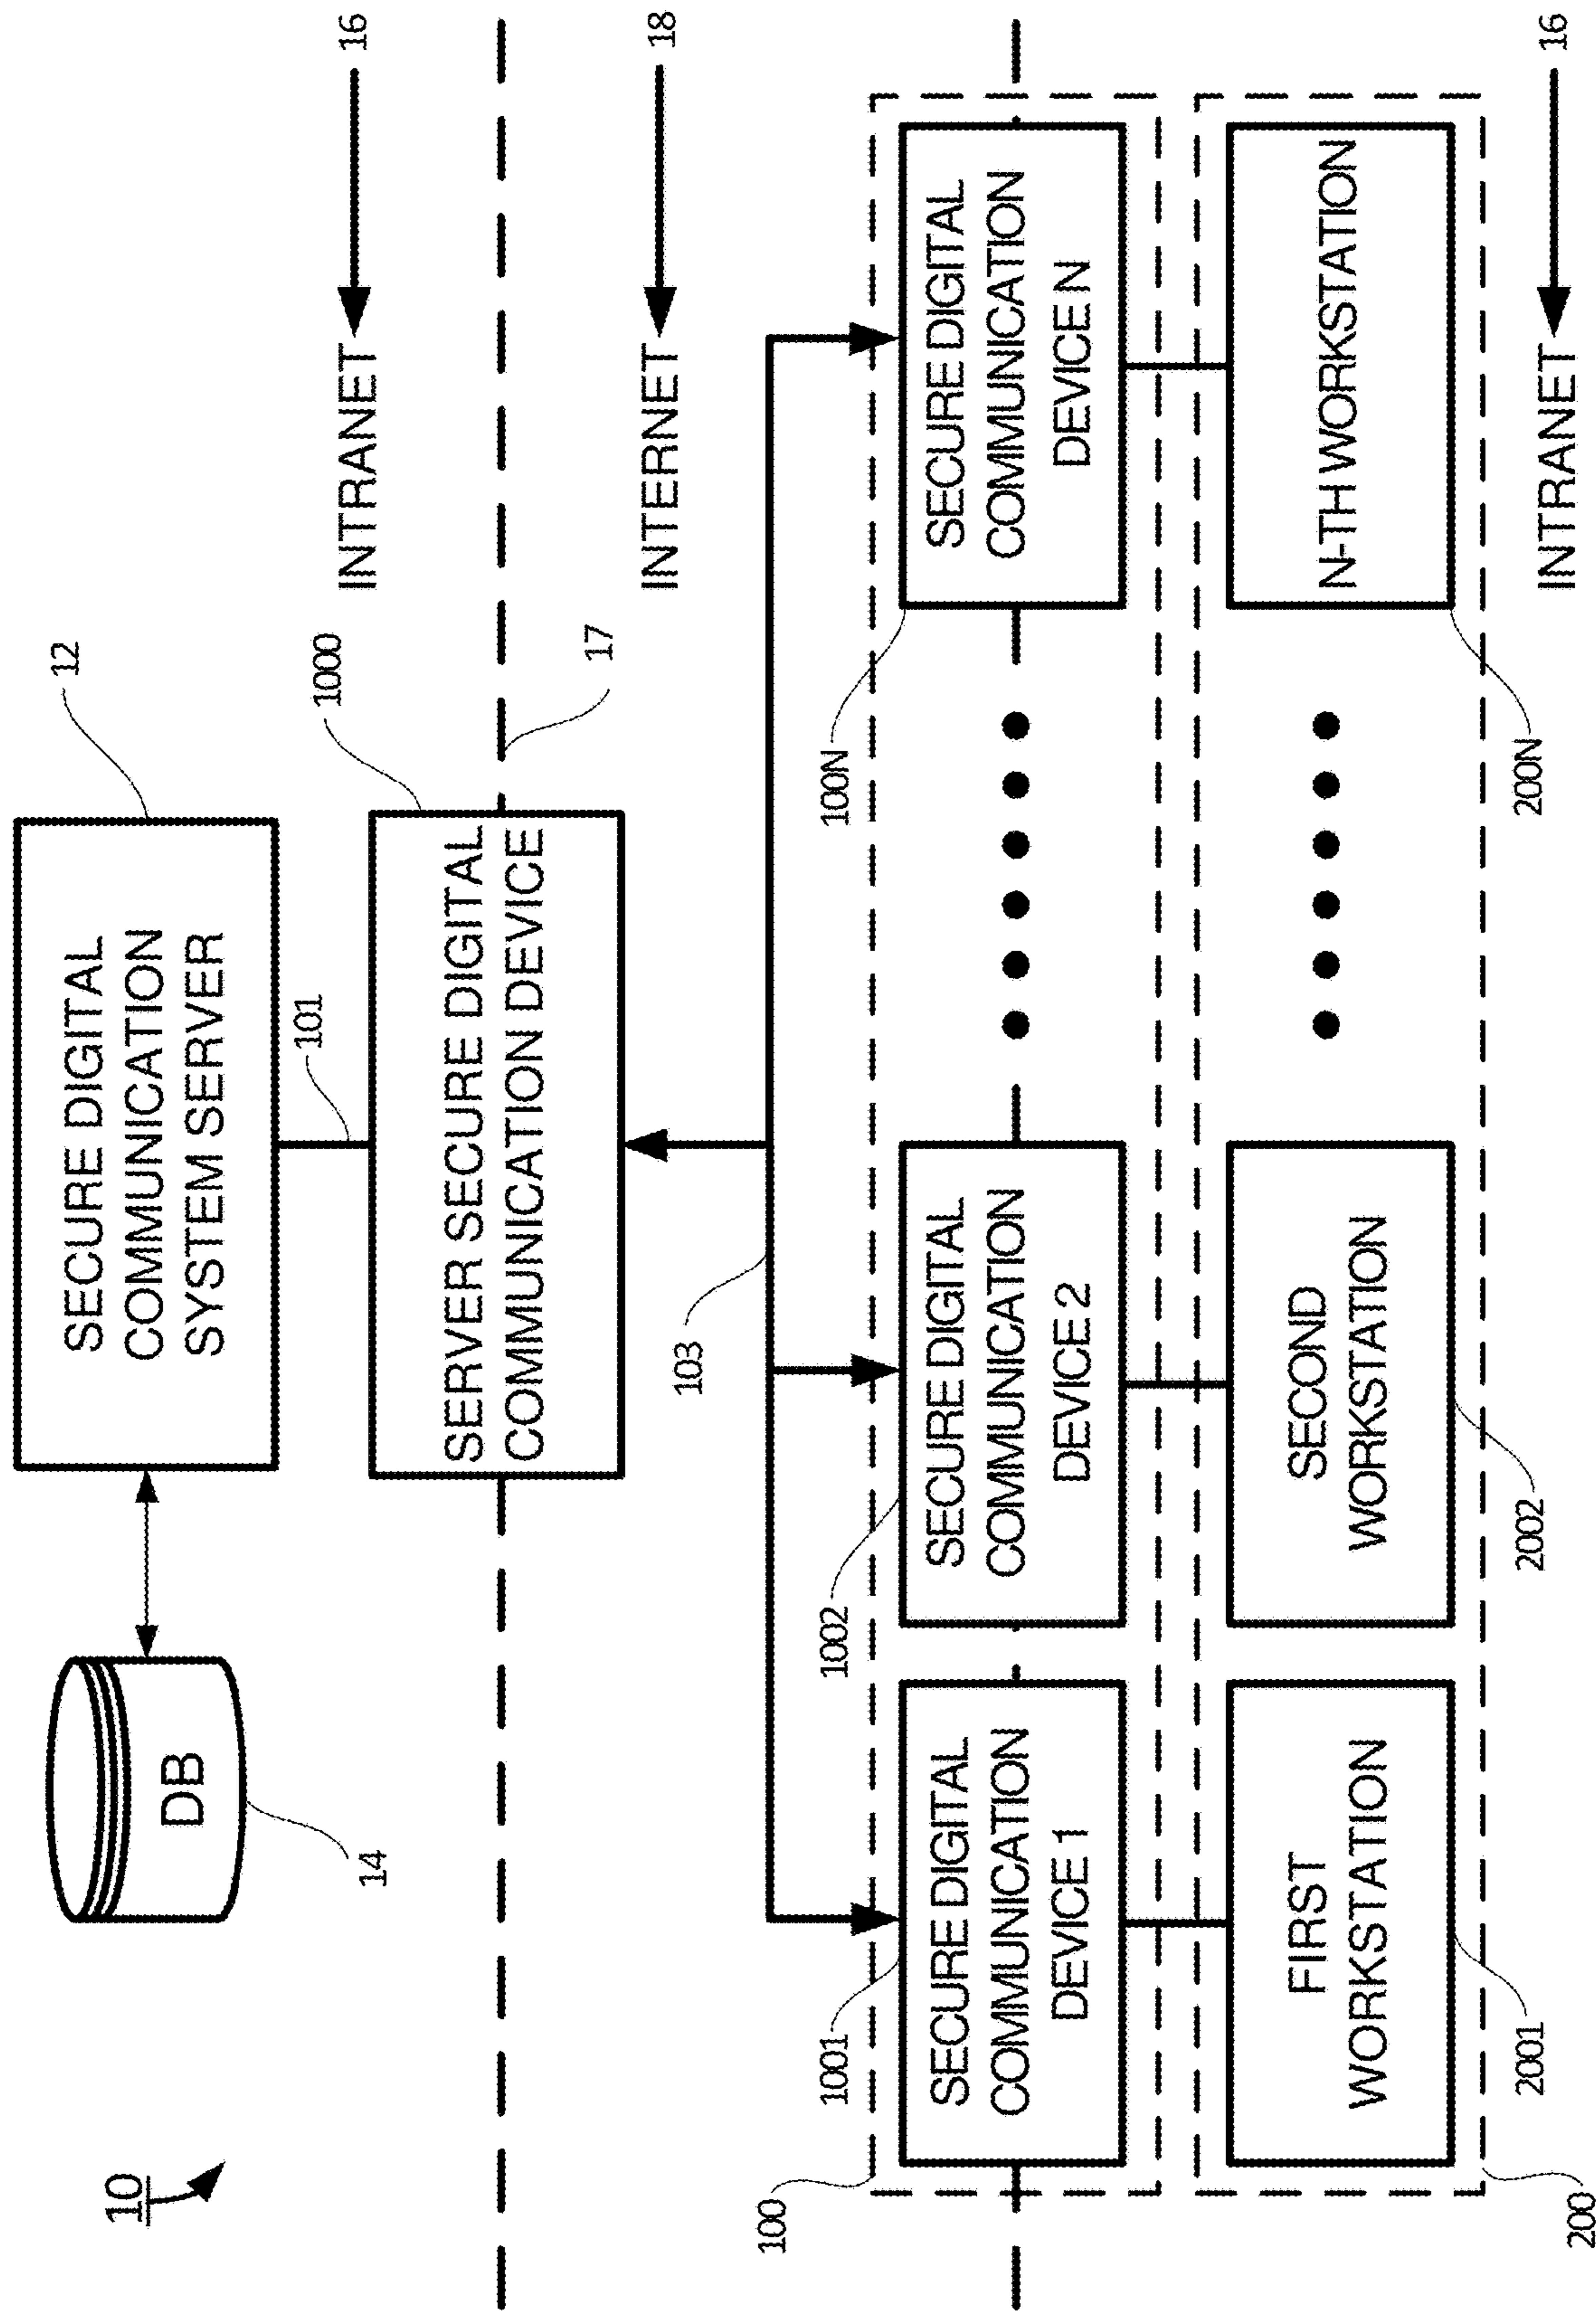 10
DB
14
SECURE DIGITAL
COMMUNICATION
SYSTEM SERVER
12
101
SERVER SECURE DIGITAL
COMMUNICATION DEVICE
1000
INTRANET
16
17
INTERNET
18
103
100
1001
SECURE DIGITAL
COMMUNICATION
DEVICE 1
1002
SECURE DIGITAL
COMMUNICATION
DEVICE 2
100N
SECURE DIGITAL
COMMUNICATION
DEVICE N
FIRST
WORKSTATION
SECOND
WORKSTATION
N-TH WORKSTATION
200
2001
2002
200N
INTRANET
16